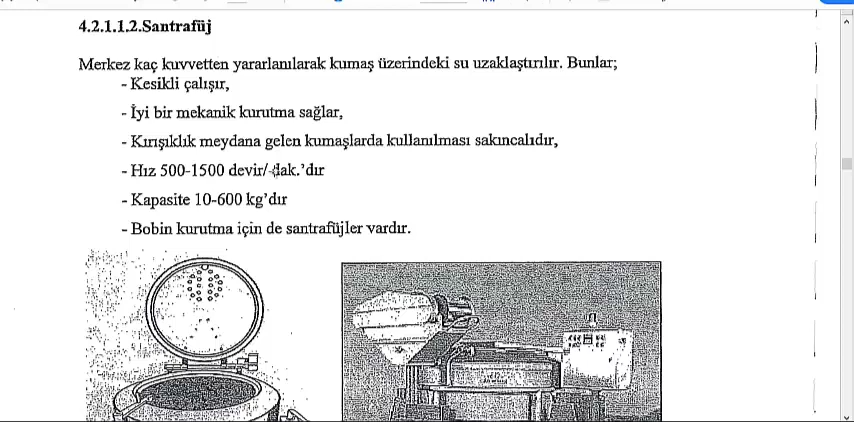 4.2.1.1.2.Santrafüj
Merkez kaç kuvvetten yararlanılarak kumaş üzerindeki su uzaklaştırılır. Bunlar;
- Kesikli çalışır,
- İyi bir mekanik kurutma sağlar,
- Kırışıklık meydana gelen kumaşlarda kullanılması sakıncalıdır,
- Hız 500-1500 devir/ dak.'dır
- Kapasite 10-600 kg'dır
- Bobin kurutma için de santrafüjler vardır.